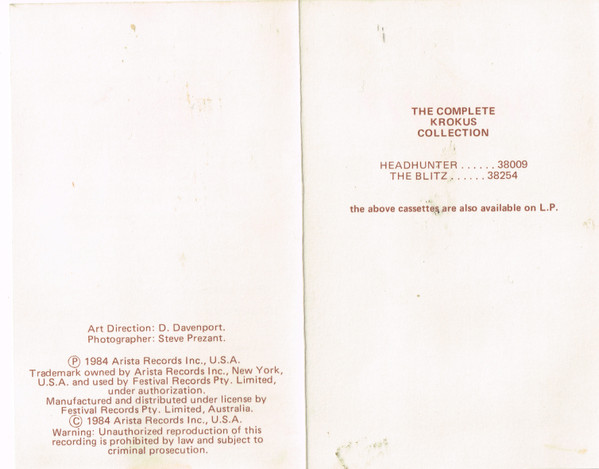 Art Direction: D. Davenport.
Photographer: Steve Prezant.
Ⓟ 1984 Arista Records Inc., U.S.A.
Trademark owned by Arista Records Inc., New York,
U.S.A. and used by Festival Records Pty. Limited,
under authorization.
Manufactured and distributed under license by
Festival Records Pty. Limited, Australia.
Ⓒ 1984 Arista Records Inc., U.S.A.
Warning: Unauthorized reproduction of this
recording is prohibited by law and subject to
criminal prosecution.
THE COMPLETE
KROKUS
COLLECTION
HEADHUNTER ...... 38009
THE BLITZ ...... 38254
the above cassettes are also available on L.P.